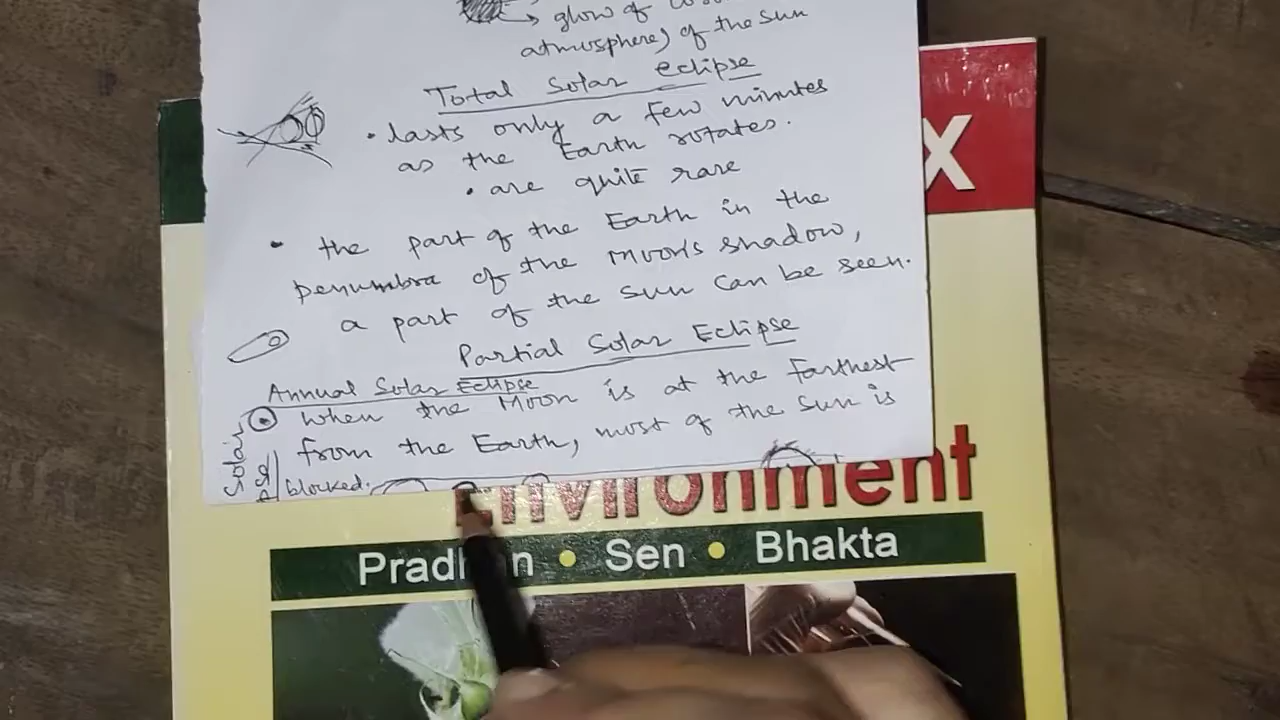 glow of
atmosphere) of the sun
Total Solar eclipse
• lasts only a few minutes
as the Earth rotates.
• are quite rare
• the part of the Earth in the
penumbra of the Moon's shadow,
a part of the sun can be seen.
Partial Solar Eclipse
Annual Solar Eclipse
When the Moon is at the farthest
from the Earth, most of the sun is
blocked.
Solar
X
environment
Pradhan • Sen • Bhakta